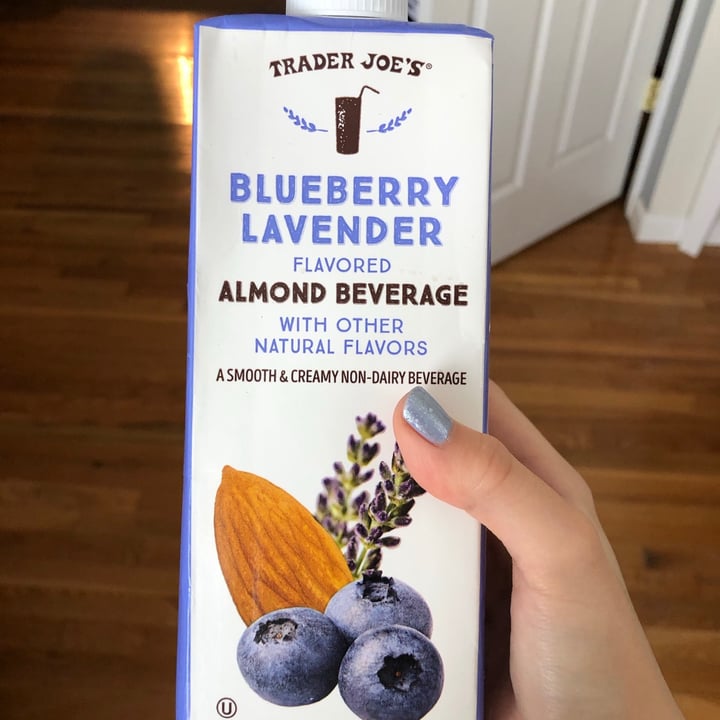 TRADER JOE'S®
BLUEBERRY
LAVENDER
FLAVORED
ALMOND BEVERAGE
WITH OTHER
NATURAL FLAVORS
A SMOOTH & CREAMY NON-DAIRY BEVERAGE
U